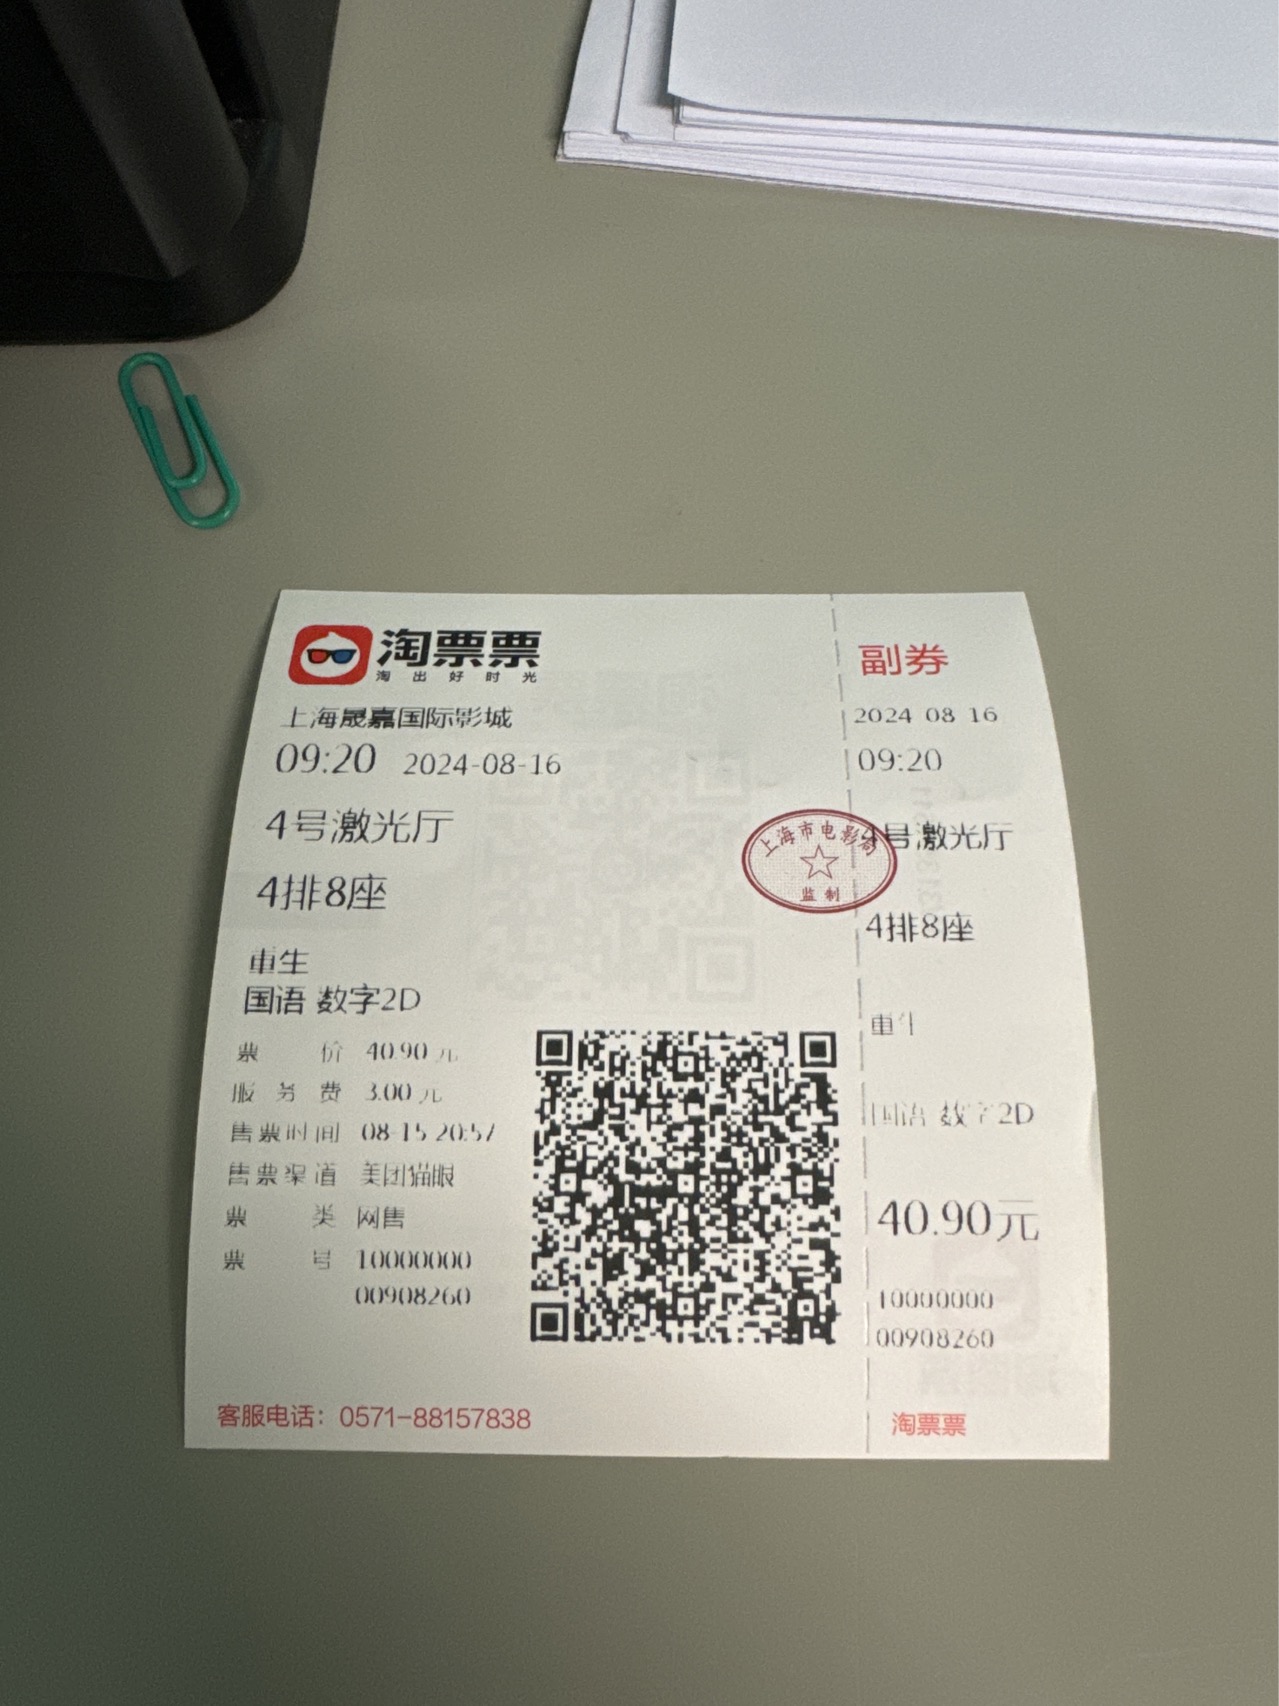 淘票票
淘出好时光
上海晟嘉国际影城
09:20 2024-08-16
4号激光厅
4排8座
重生
国语 数字2D
票价 40.90元
服务费 3.00元
售票时间 08-15 20:57
售票渠道 美团猫眼
票类 网售
票号 10000000
00908260
客服电话：0571-88157838
上海市电影局
监制
副券
2024 08 16
09:20
4号激光厅
4排8座
重生
国语 数字2D
40.90元
10000000
00908260
淘票票